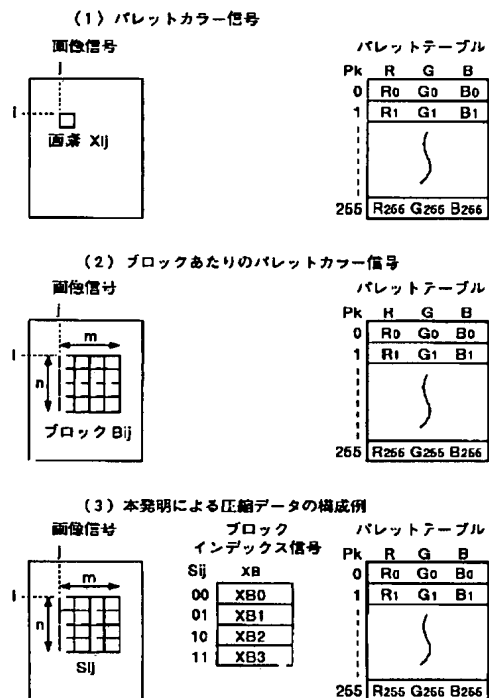 (1)パレットカラー信号
画像信号
j
i
画素 Xij
パレットテーブル
Pk R G B
0 R0 G0 B0
1 R1 G1 B1
255 R255 G255 B255
(2)ブロックあたりのパレットカラー信号
画像信号
j
i
m
n
ブロック Bij
パレットテーブル
Pk R G B
0 R0 G0 B0
1 R1 G1 B1
255 R255 G255 B255
(3)本発明による圧縮データの構成例
画像信号
j
i
m
n
Sij
ブロック
インデックス信号
Sij XB
00 XB0
01 XB1
10 XB2
11 XB3
パレットテーブル
Pk R G B
0 R0 G0 B0
1 R1 G1 B1
255 R255 G255 B255